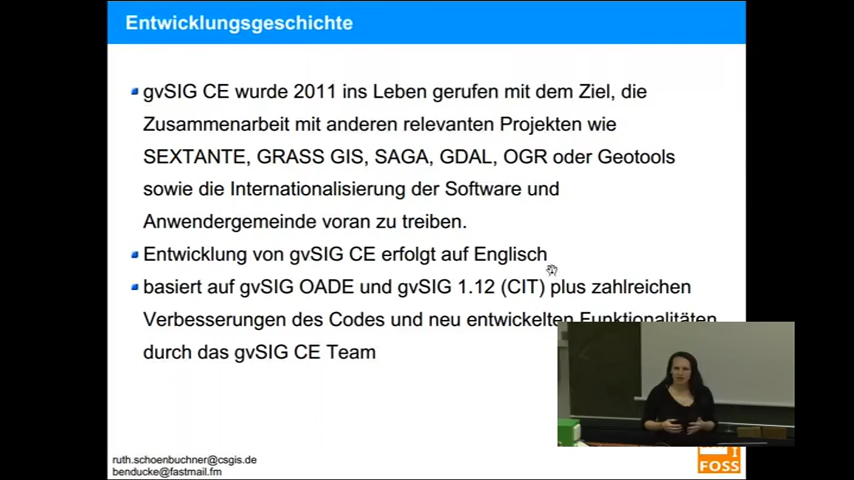 Entwicklungsgeschichte
gvSIG CE wurde 2011 ins Leben gerufen mit dem Ziel, die
Zusammenarbeit mit anderen relevanten Projekten wie
SEXTANTE, GRASS GIS, SAGA, GDAL, OGR oder Geotools
sowie die Internationalisierung der Software und
Anwendergemeinde voran zu treiben.
Entwicklung von gvSIG CE erfolgt auf Englisch
basiert auf gvSIG OADE und gvSIG 1.12 (CIT) plus zahlreichen
Verbesserungen des Codes und neu entwickelten Funktionalitäten
durch das gvSIG CE Team
ruth.schoenbuchner@csgis.de
benducke@fastmail.fm
FOSS